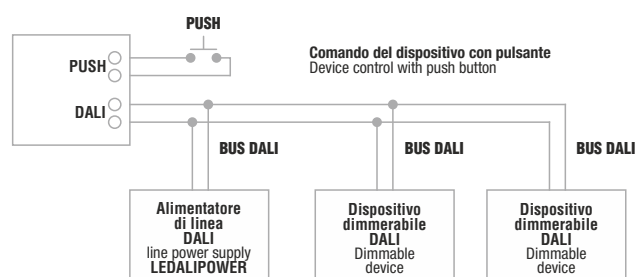 PUSH
Comando del dispositivo con pulsante
Device control with push button
PUSH
DALI
BUS DALI
BUS DALI
BUS DALI
Alimentatore
di linea
DALI
line power supply
LEDALIPOWER
Dispositivo
dimmerabile
DALI
Dimmable
device
Dispositivo
dimmerabile
DALI
Dimmable
device